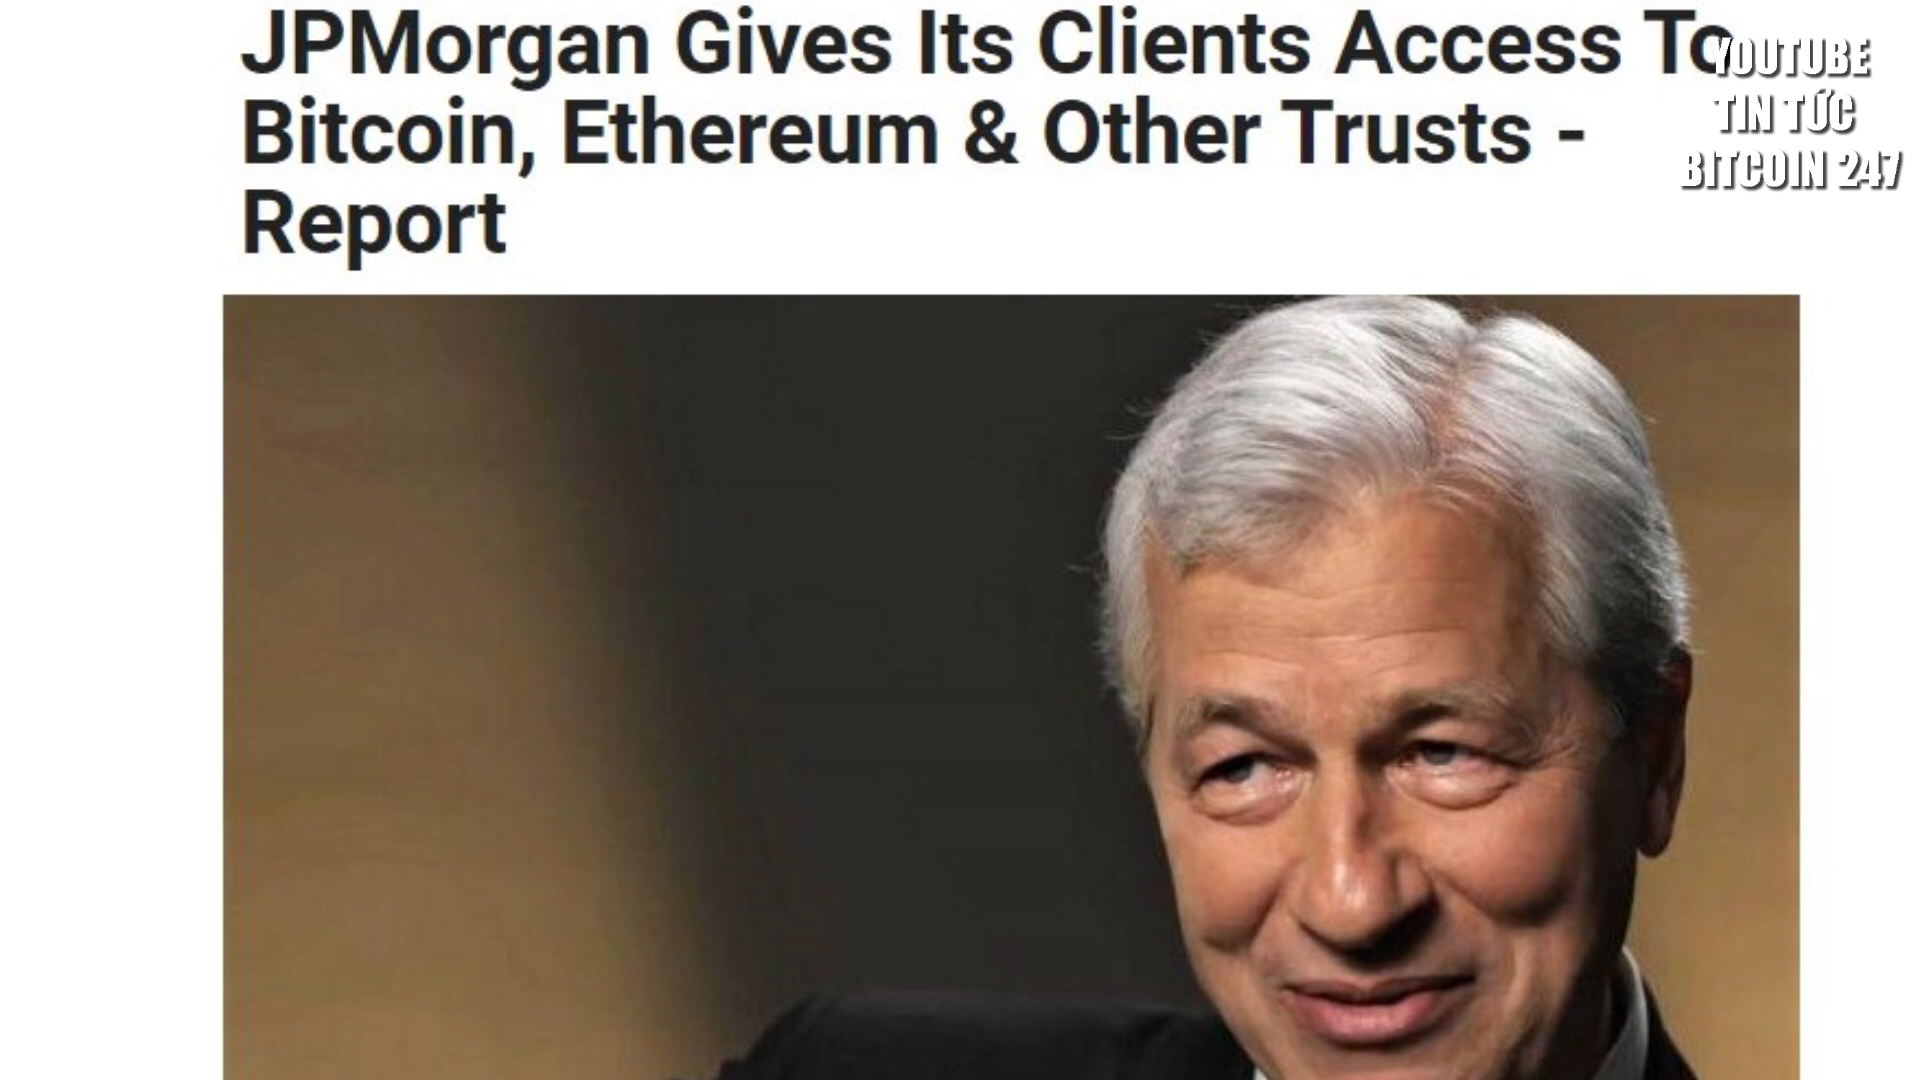 JPMorgan Gives Its Clients Access To
Bitcoin, Ethereum & Other Trusts -
Report
YOUTUBE
TIN TỨC
BITCOIN 247